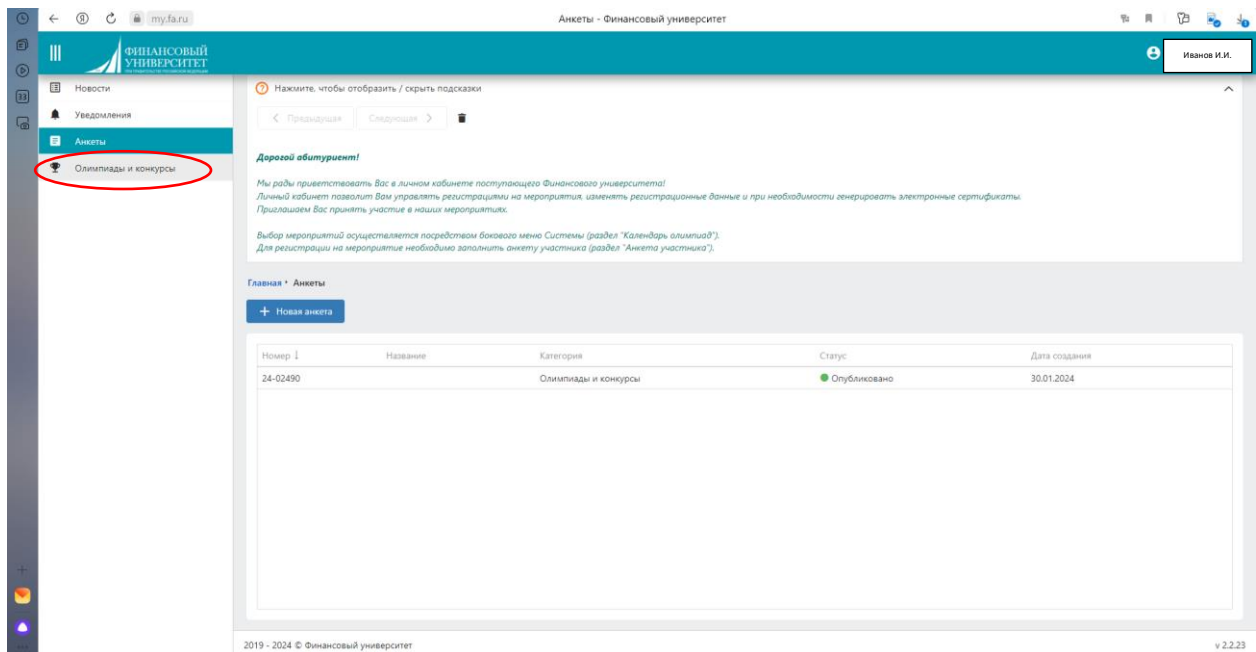 my.fa.ru
Анкеты - Финансовый университет
ФИНАНСОВЫЙ
УНИВЕРСИТЕТ
Иванов И.И.
Новости
Уведомления
Анкеты
Олимпиады и конкурсы
Нажмите, чтобы отобразить / скрыть подсказки
Предыдущая Следующая
Дорогой абитуриент!
Мы рады приветствовать Вас в личном кабинете поступающего Финансового университета!
Личный кабинет позволит Вам управлять регистрациями на мероприятия, изменять регистрационные данные и при необходимости генерировать электронные сертификаты.
Приглашаем Вас принять участие в наших мероприятиях.
Выбор мероприятий осуществляется посредством бокового меню Системы (раздел "Календарь олимпиад").
Для регистрации на мероприятие необходимо заполнить анкету участника (раздел "Анкета участника").
Главная • Анкеты
+ Новая анкета
Номер ↓ Название Категория Статус Дата создания
24-02490 Олимпиады и конкурсы Опубликовано 30.01.2024
2019 - 2024 © Финансовый университет
v 2.2.23